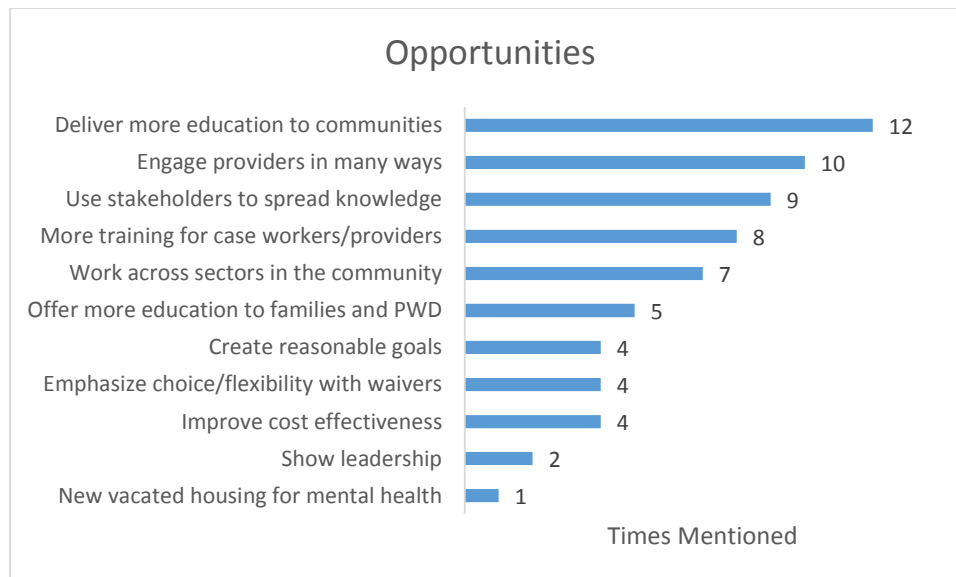 Opportunities
Deliver more education to communities 12
Engage providers in many ways 10
Use stakeholders to spread knowledge 9
More training for case workers/providers 8
Work across sectors in the community 7
Offer more education to families and PWD 5
Create reasonable goals 4
Emphasize choice/flexibility with waivers 4
Improve cost effectiveness 4
Show leadership 2
New vacated housing for mental health 1
Times Mentioned